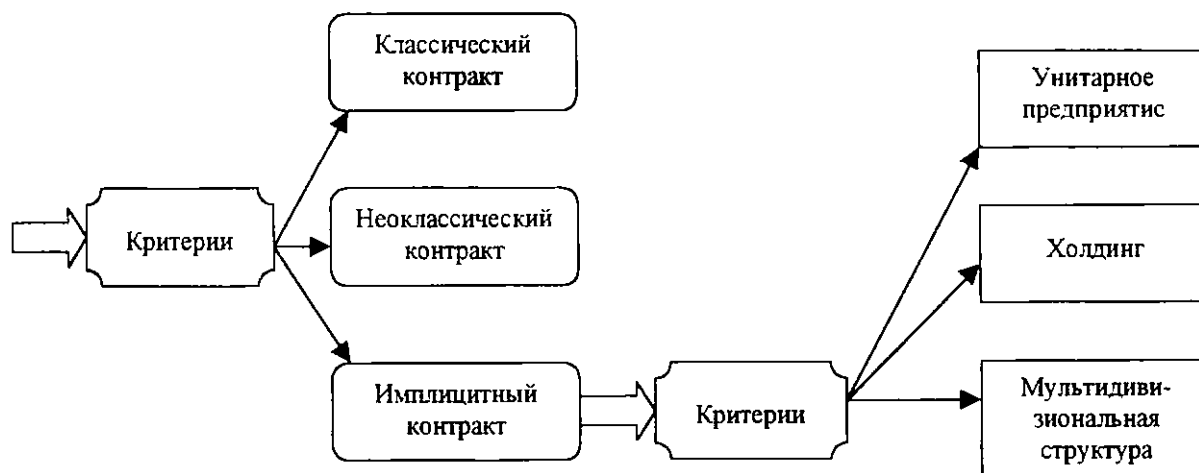 Классический
контракт
Критерии
Неоклассический
контракт
Имплицитный
контракт
Критерии
Унитарное
предприятис
Холдинг
Мультидиви-
зиональная
структура